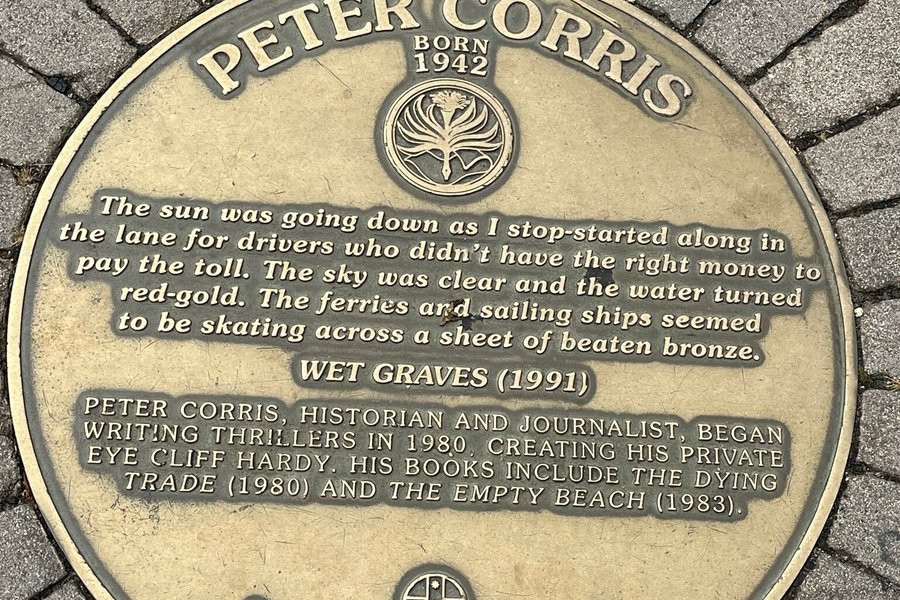 PETER CORRIS
BORN
1942
The sun was going down as I stop-started along in
the lane for drivers who didn't have the right money to
pay the toll. The sky was clear and the water turned
red-gold. The ferries and sailing ships seemed
to be skating across a sheet of beaten bronze.
WET GRAVES (1991)
PETER CORRIS, HISTORIAN AND JOURNALIST, BEGAN
WRITING THRILLERS IN 1980, CREATING HIS PRIVATE
EYE CLIFF HARDY. HIS BOOKS INCLUDE THE DYING
TRADE (1980) AND THE EMPTY BEACH (1983).